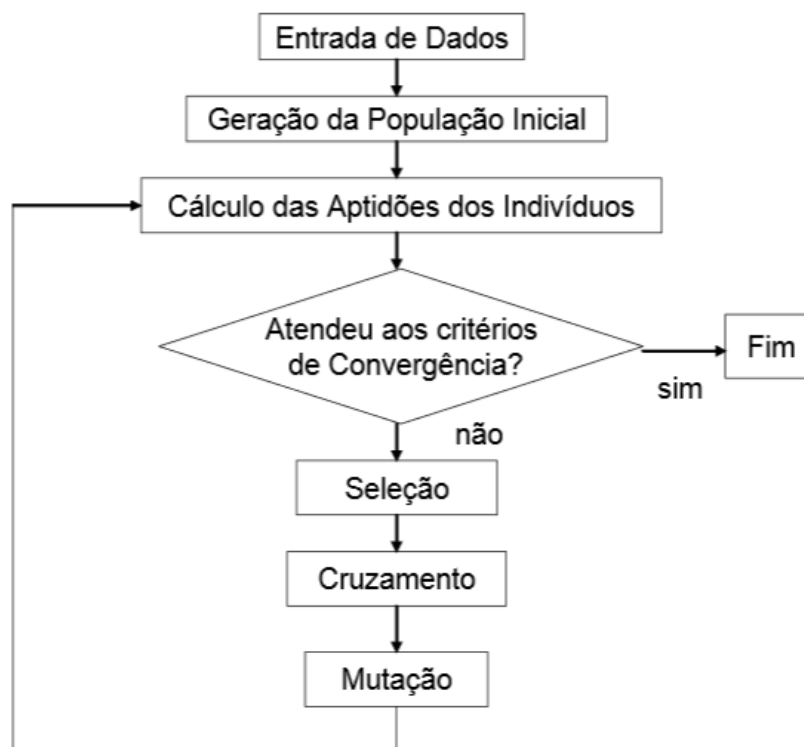 Entrada de Dados
Geração da População Inicial
Cálculo das Aptidões dos Indivíduos
Atendeu aos critérios
de Convergência?
Fim
sim
não
Seleção
Cruzamento
Mutação